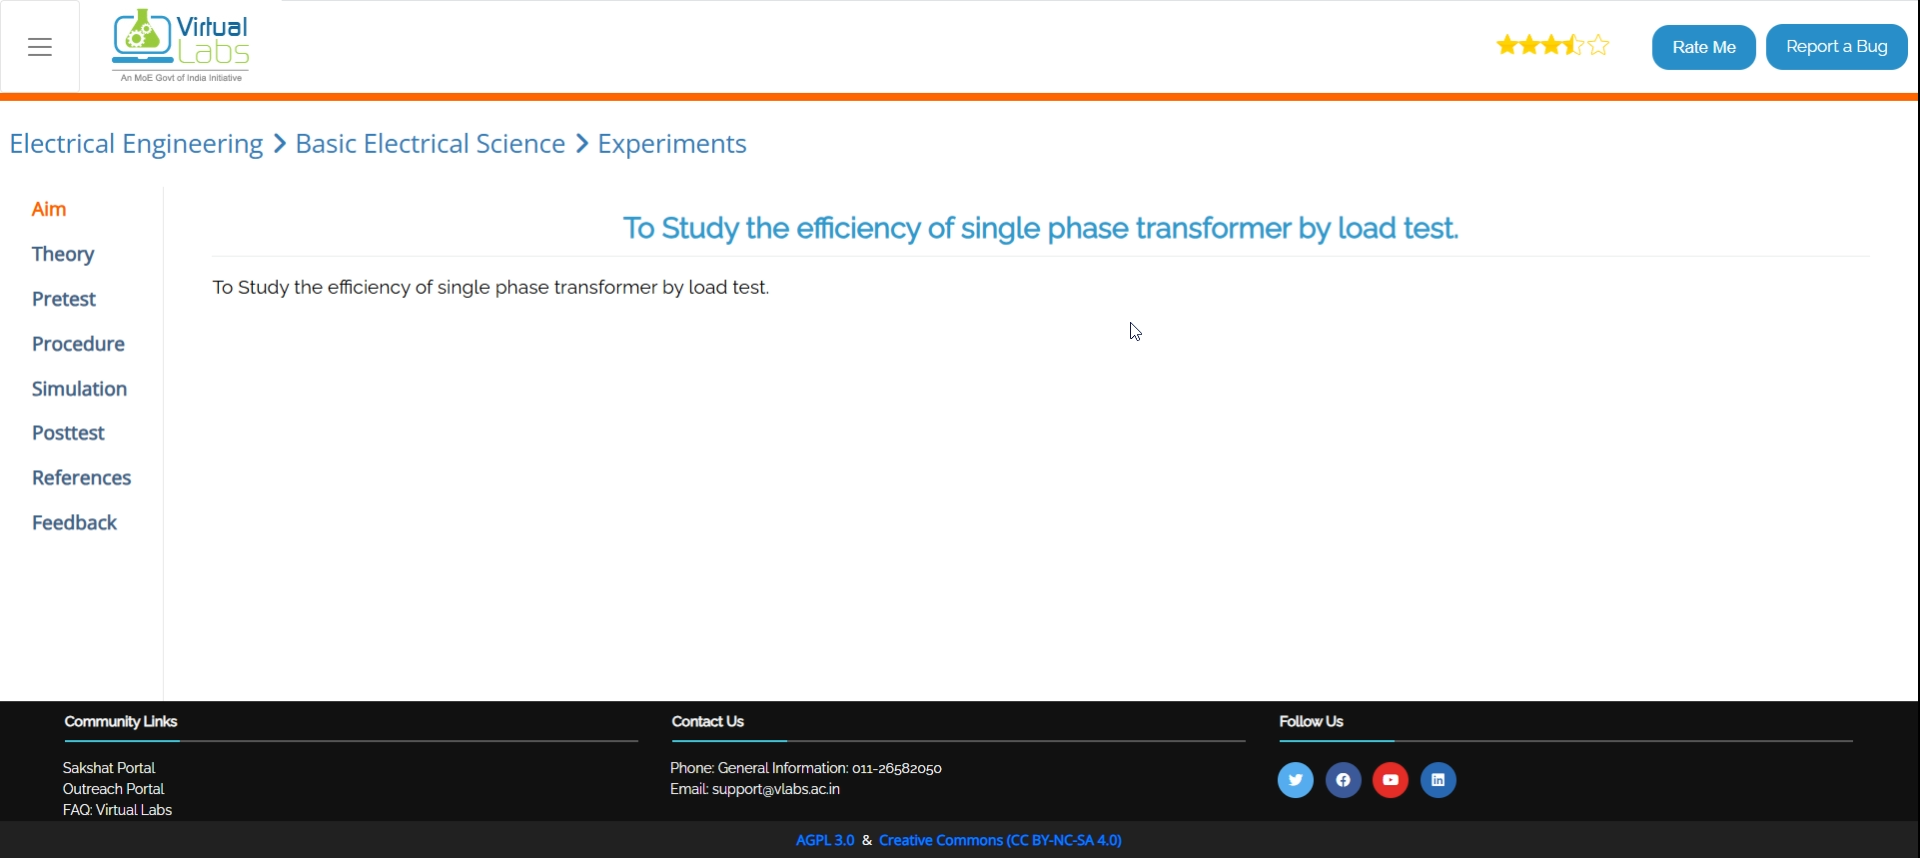 Virtual
Labs
An MoE Govt of India Initiative
Rate Me
Report a Bug
Electrical Engineering > Basic Electrical Science > Experiments
Aim
Theory
Pretest
Procedure
Simulation
Posttest
References
Feedback
To Study the efficiency of single phase transformer by load test.
To Study the efficiency of single phase transformer by load test.
Community Links
Sakshat Portal
Outreach Portal
FAQ: Virtual Labs
Contact Us
Phone: General Information: 011-26582050
Email: support@vlabs.ac.in
Follow Us
AGPL 3.0 & Creative Commons (CC BY-NC-SA 4.0)